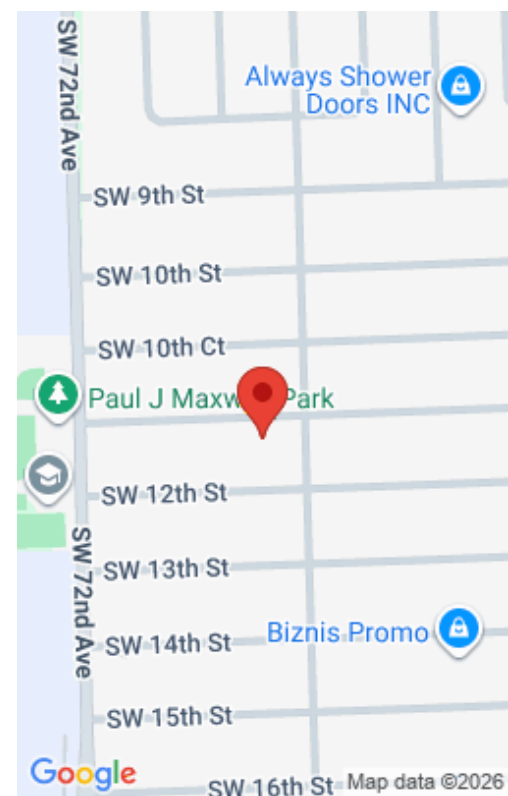 SW 72nd Ave
Always Shower
Doors INC
SW 9th St
SW 10th St
SW 10th Ct
Paul J Maxw Park
SW 12th St
SW 13th St
SW 72nd Ave
Biznis Promo
SW 14th St
SW 15th St
Google
SW 16th St
Map data ©2026